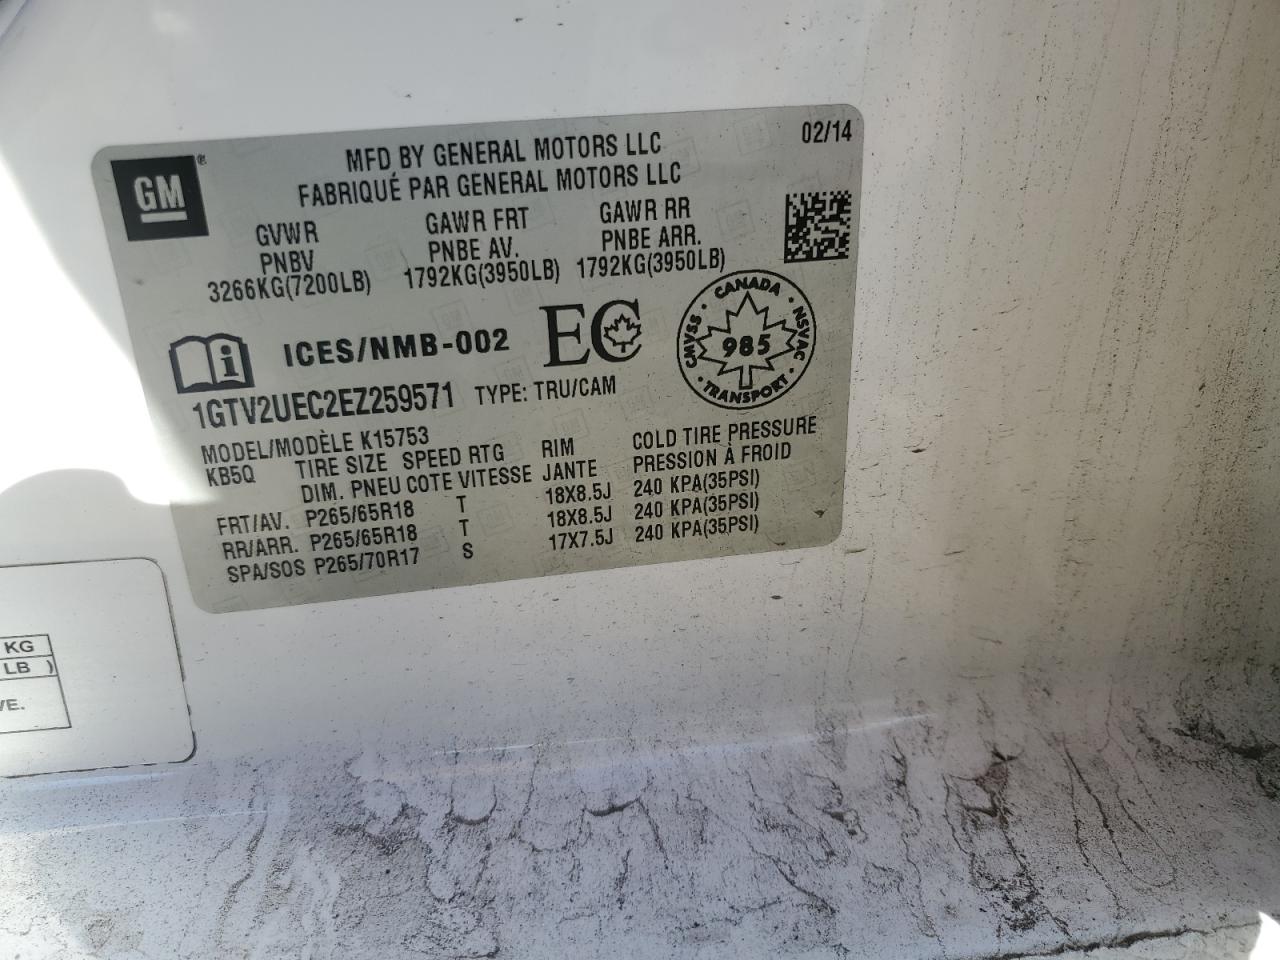 02/14
GM ®
MFD BY GENERAL MOTORS LLC
FABRIQUÉ PAR GENERAL MOTORS LLC
GVWR GAWR FRT GAWR RR
PNBV PNBE AV. PNBE ARR.
3266KG(7200LB) 1792KG(3950LB) 1792KG(3950LB)
i ICES/NMB-002 EC
CANADA
CMVSS 985 NSVAC
TRANSPORT
1GTV2UEC2EZ259571 TYPE: TRU/CAM
MODEL/MODÈLE K15753
KB5Q TIRE SIZE SPEED RTG RIM COLD TIRE PRESSURE
DIM. PNEU COTE VITESSE JANTE PRESSION À FROID
FRT/AV. P265/65R18 T 18X8.5J 240 KPA(35PSI)
RR/ARR. P265/65R18 T 18X8.5J 240 KPA(35PSI)
SPA/SOS P265/70R17 S 17X7.5J 240 KPA(35PSI)
KG
LB )
VE.